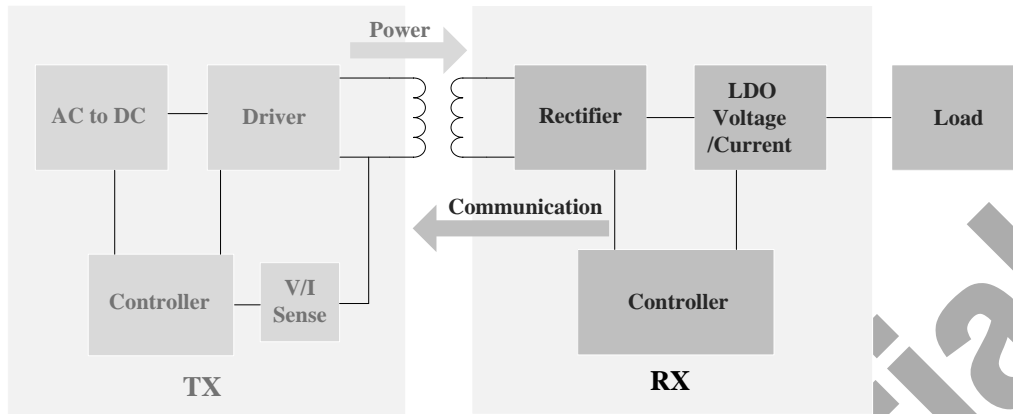 Power
AC to DC
Driver
Rectifier
LDO
Voltage
/Current
Load
Communication
Controller
V/I
Sense
Controller
TX
RX